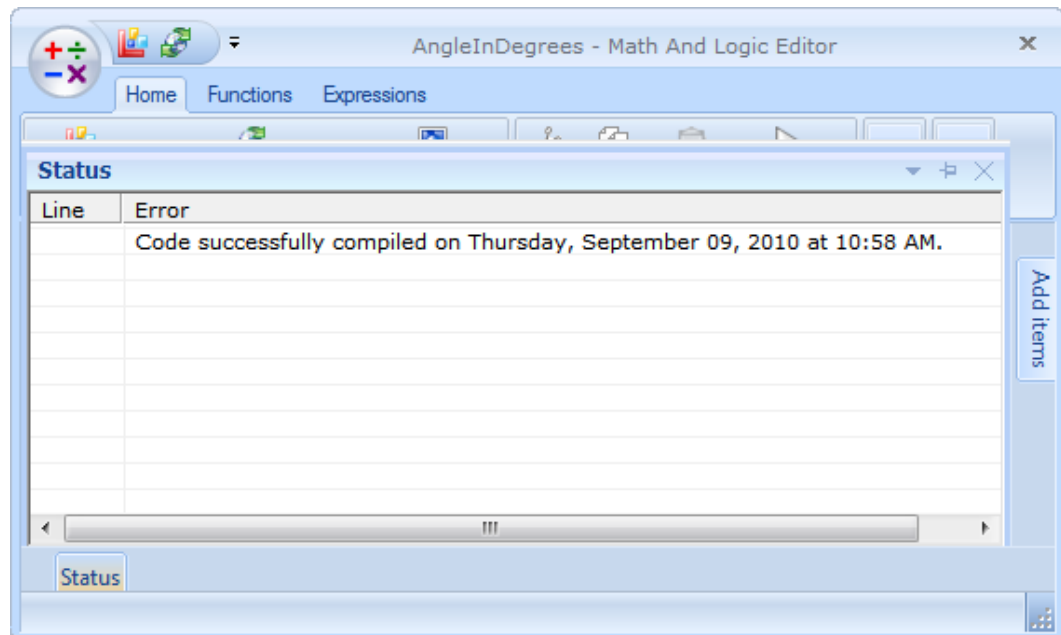 AngleInDegrees - Math And Logic Editor
Home Functions Expressions
Status
Line Error
Code successfully compiled on Thursday, September 09, 2010 at 10:58 AM.
Add items
Status